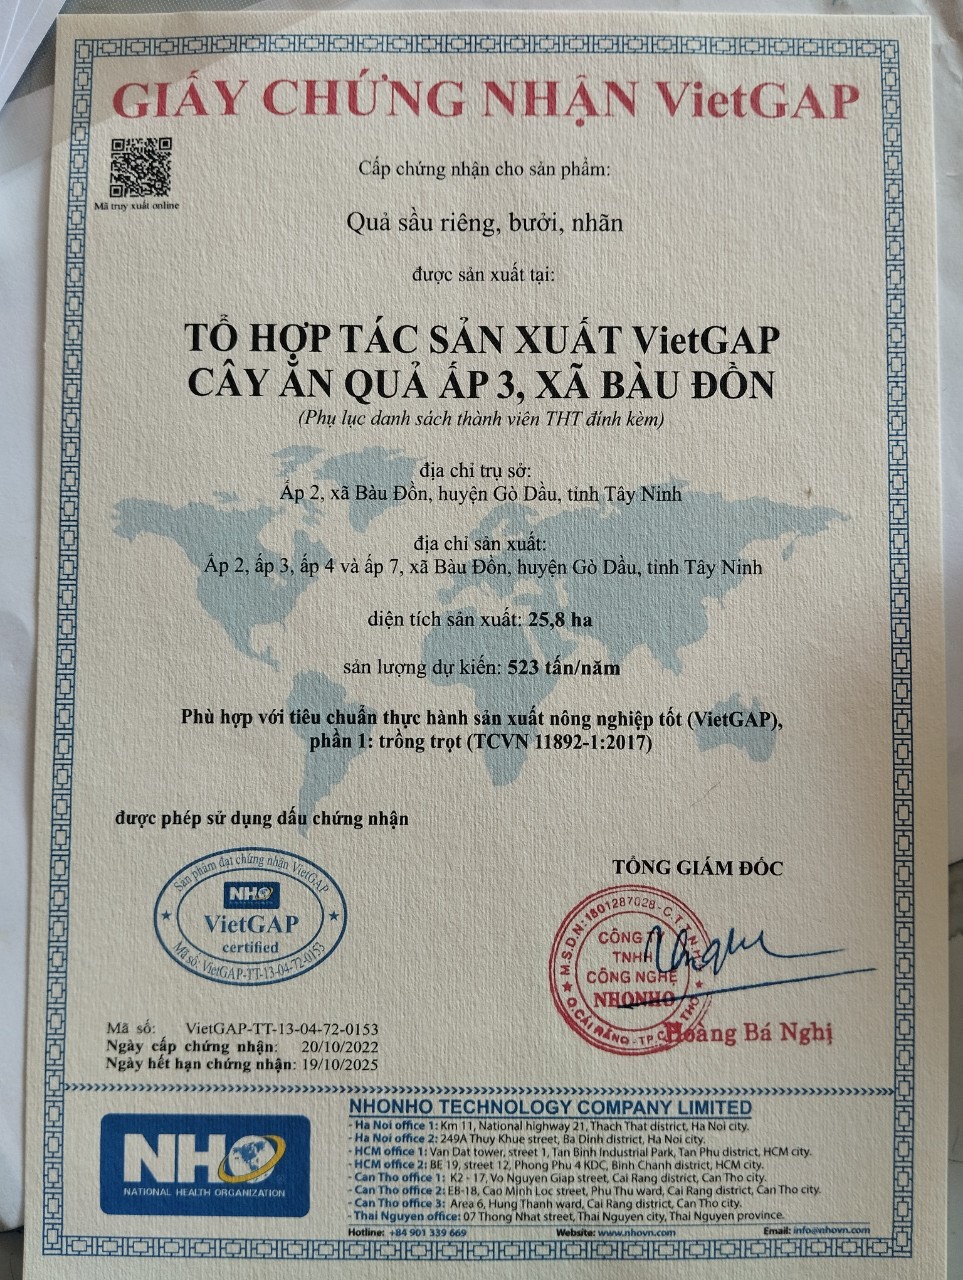 GIẤY CHỨNG NHẬN VietGAP
Mã truy xuất online
Cấp chứng nhận cho sản phẩm:
Quả sầu riêng, bưởi, nhãn
được sản xuất tại:
TỔ HỢP TÁC SẢN XUẤT VietGAP
CÂY ĂN QUẢ ẤP 3, XÃ BÀU ĐỒN
(Phụ lục danh sách thành viên THT đính kèm)
địa chỉ trụ sở:
Ấp 2, xã Bàu Đồn, huyện Gò Dầu, tỉnh Tây Ninh
địa chỉ sản xuất:
Ấp 2, ấp 3, ấp 4 và ấp 7, xã Bàu Đồn, huyện Gò Dầu, tỉnh Tây Ninh
diện tích sản xuất: 25,8 ha
sản lượng dự kiến: 523 tấn/năm
Phù hợp với tiêu chuẩn thực hành sản xuất nông nghiệp tốt (VietGAP),
phần 1: trồng trọt (TCVN 11892-1:2017)
được phép sử dụng dấu chứng nhận
Sản phẩm đạt chứng nhận VietGAP
NHO
VietGAP
certified
Mã số: VietGAP-TT-13-04-72-0153
TỔNG GIÁM ĐỐC
M.S.D.N: 1801287028 - C.T.T.N.H.H
CÔNG TY
TNHH
CÔNG NGHỆ
NHONHO
Q.CÁI RĂNG - TP.CẦN THƠ
Hoàng Bá Nghị
Mã số: VietGAP-TT-13-04-72-0153
Ngày cấp chứng nhận: 20/10/2022
Ngày hết hạn chứng nhận: 19/10/2025
NHO
NATIONAL HEALTH ORGANIZATION
NHONHO TECHNOLOGY COMPANY LIMITED
- Ha Noi office 1: Km 11, National highway 21, Thach That district, Ha Noi city.
- Ha Noi office 2: 249A Thuy Khue street, Ba Dinh district, Ha Noi city.
- HCM office 1: Van Dat tower, street 1, Tan Binh Industrial Park, Tan Phu district, HCM city.
- HCM office 2: BE 19, street 12, Phong Phu 4 KDC, Binh Chanh district, HCM city.
- Can Tho office 1: K2 - 17, Vo Nguyen Giap street, Cai Rang district, Can Tho city.
- Can Tho office 2: E8-18, Cao Minh Loc street, Phu Thu ward, Cai Rang district, Can Tho city.
- Can Tho office 3: Area 6, Hung Thanh ward, Cai Rang district, Can Tho city.
- Thai Nguyen office: 07 Thong Nhat street, Thai Nguyen city, Thai Nguyen province.
Hotline: +84 901 339 669 Website: www.nhovn.com Email: info@nhovn.com